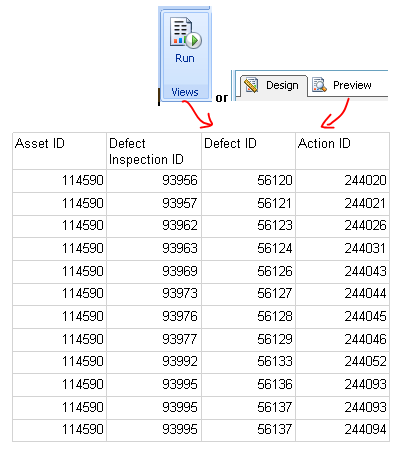 Run
Views
or
Design Preview
Asset ID Defect Inspection ID Defect ID Action ID
114590 93956 56120 244020
114590 93957 56121 244021
114590 93962 56123 244026
114590 93963 56124 244031
114590 93969 56126 244043
114590 93973 56127 244044
114590 93976 56128 244045
114590 93977 56129 244046
114590 93992 56133 244052
114590 93995 56136 244093
114590 93995 56137 244093
114590 93995 56137 244094